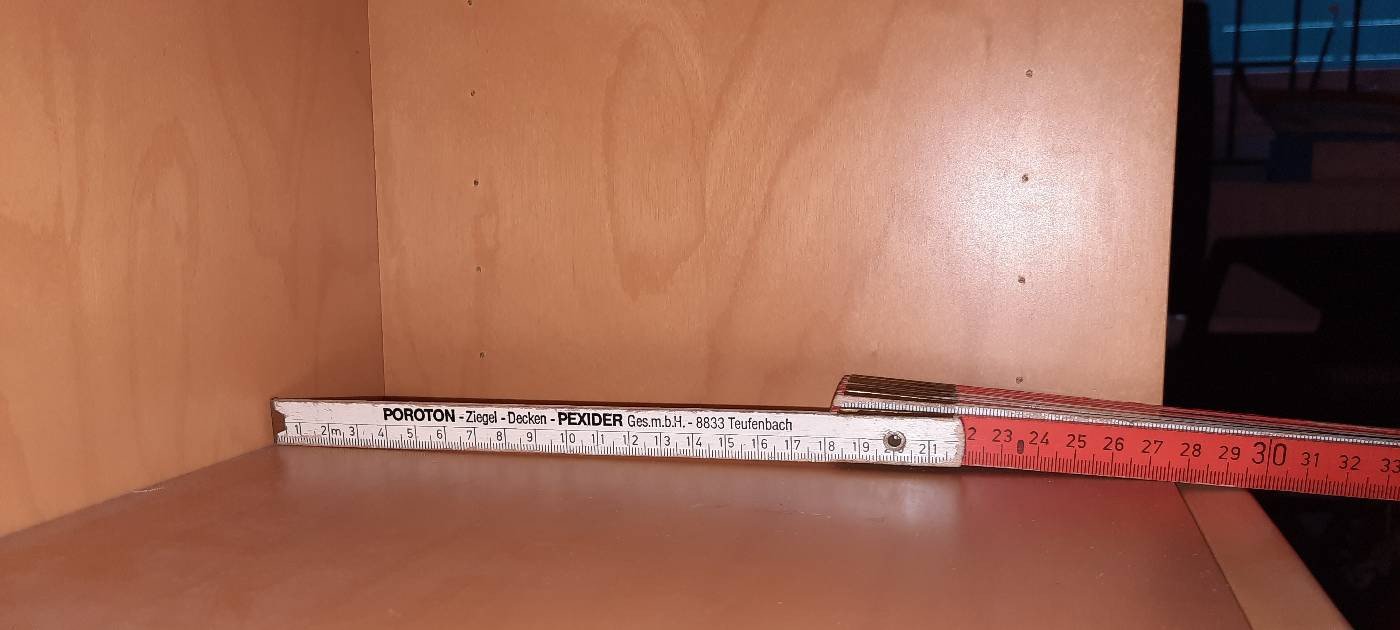 POROTON - Ziegel - Decken - PEXIDER Ges.m.b.H. - 8833 Teufenbach
1 2m 3 4 5 6 7 8 9 10 11 12 13 14 15 16 17 18 19 20 21 2 23 24 25 26 27 28 29 30 31 32 33